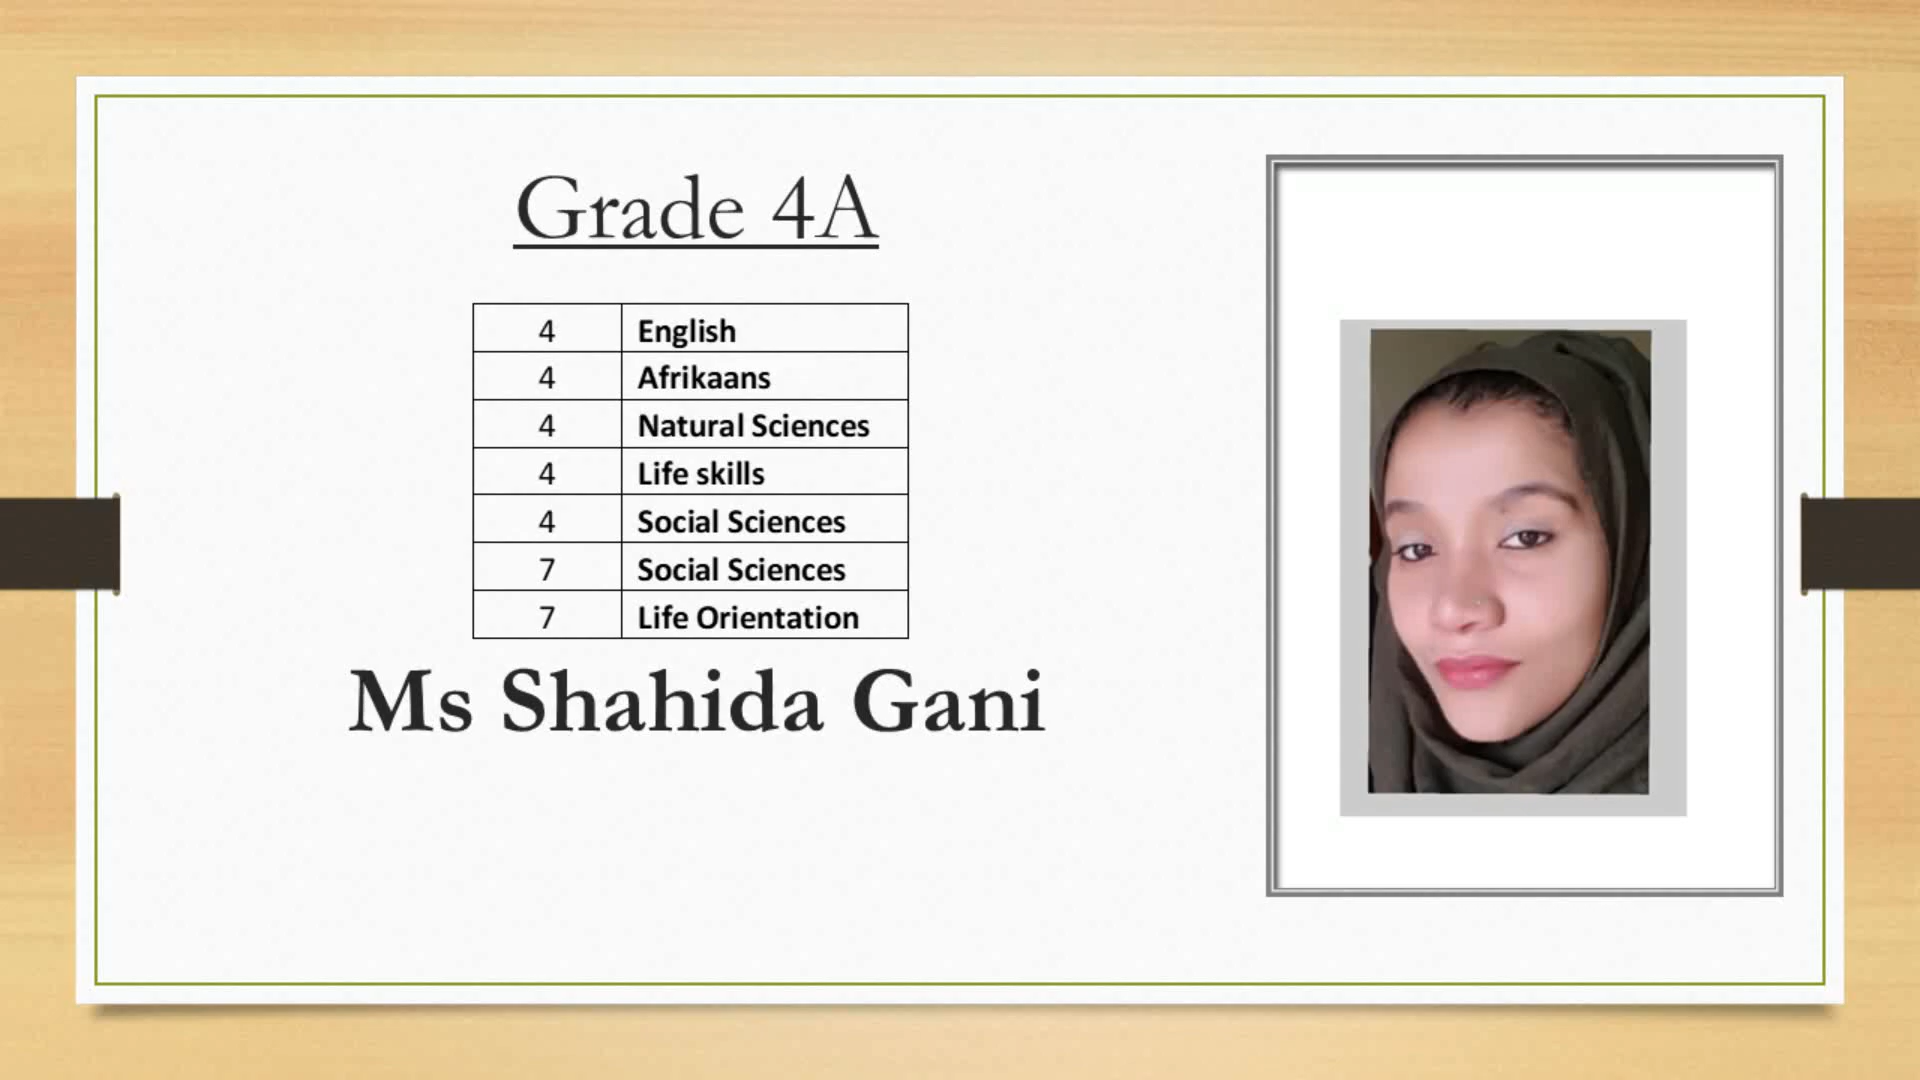 Grade 4A
4 English
4 Afrikaans
4 Natural Sciences
4 Life skills
4 Social Sciences
7 Social Sciences
7 Life Orientation
Ms Shahida Gani